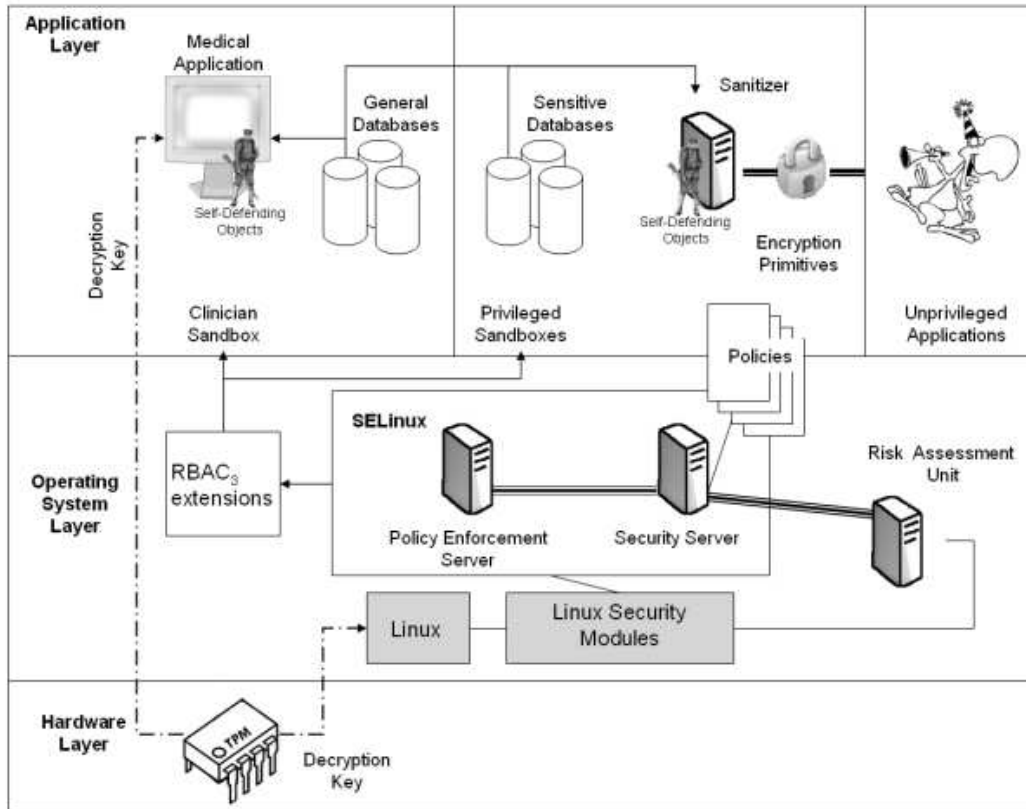 Application
Layer
Medical
Application
General
Databases
Sensitive
Databases
Sanitizer
Self-Defending
Objects
Self-Defending
Objects
Encryption
Primitives
Decryption
Key
Clinician
Sandbox
Privileged
Sandboxes
Unprivileged
Applications
Policies
SELinux
RBAC3
extensions
Operating
System
Layer
Policy Enforcement
Server
Security Server
Risk Assessment
Unit
Linux
Linux Security
Modules
Hardware
Layer
TPM
Decryption
Key